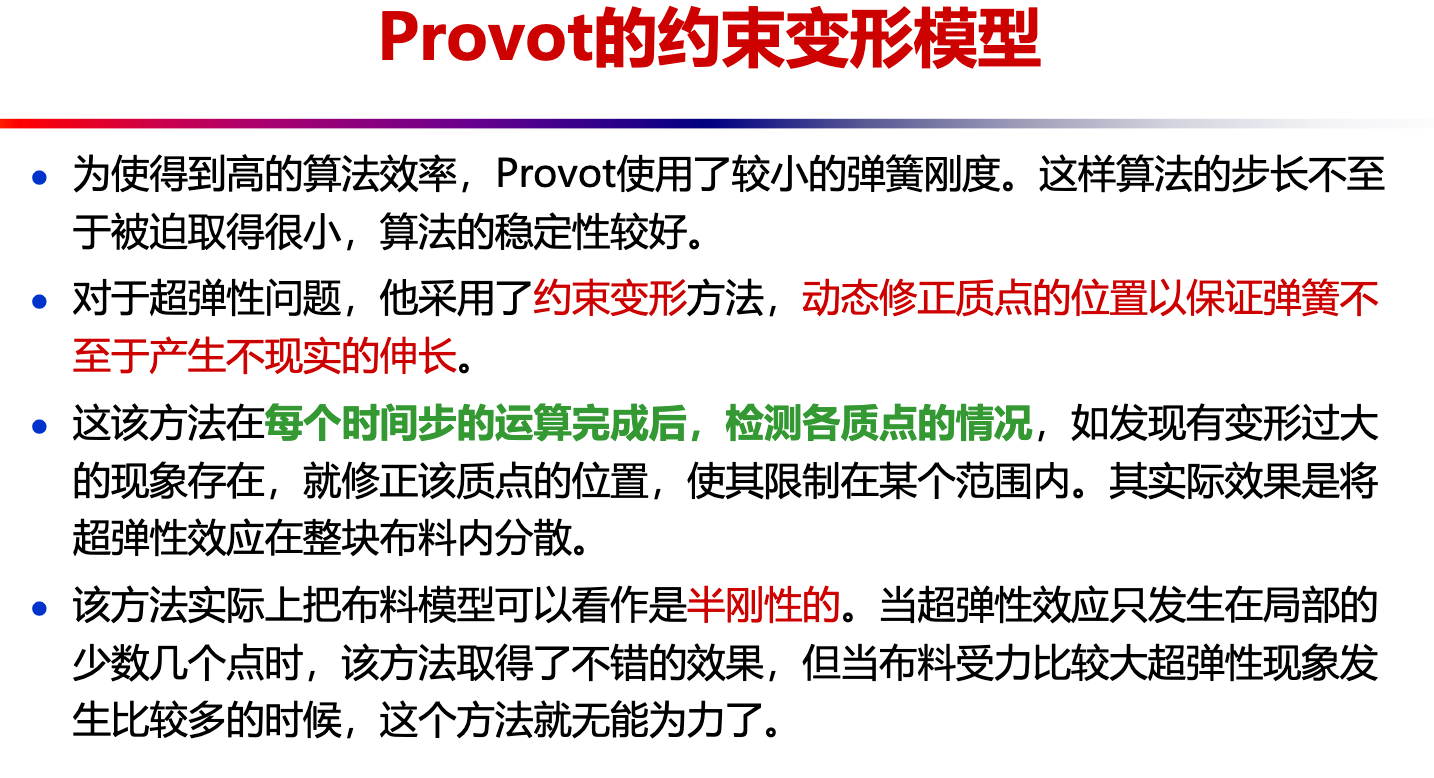 Provot的约束变形模型
为使得到高的算法效率，Provot使用了较小的弹簧刚度。这样算法的步长不至
于被迫取得很小，算法的稳定性较好。
对于超弹性问题，他采用了约束变形方法，动态修正质点的位置以保证弹簧不
至于产生不现实的伸长。
这该方法在每个时间步的运算完成后，检测各质点的情况，如发现有变形过大
的现象存在，就修正该质点的位置，使其限制在某个范围内。其实际效果是将
超弹性效应在整块布料内分散。
该方法实际上把布料模型可以看作是半刚性的。当超弹性效应只发生在局部的
少数几个点时，该方法取得了不错的效果，但当布料受力比较大超弹性现象发
生比较多的时候，这个方法就无能为力了。